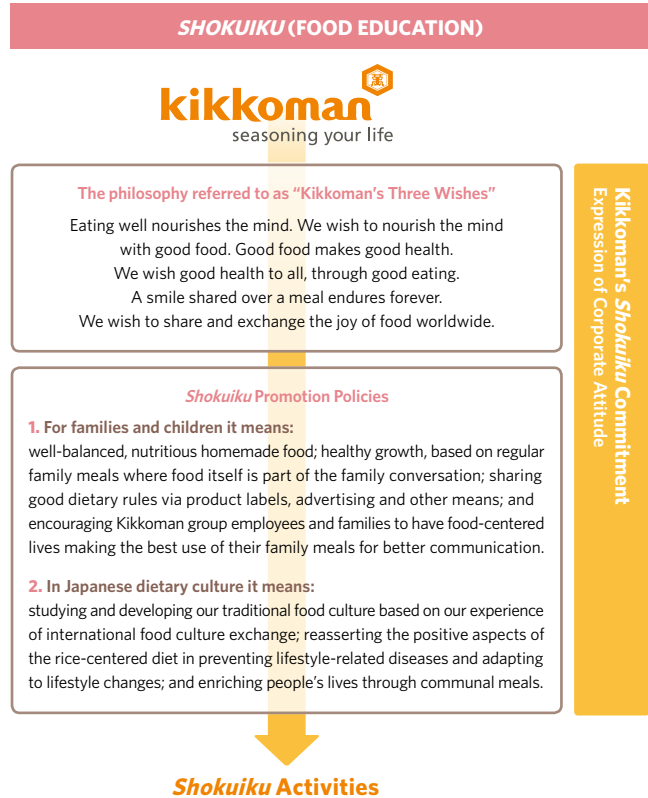 SHOKUIKU (FOOD EDUCATION)
萬
kikkoman
seasoning your life
The philosophy referred to as “Kikkoman’s Three Wishes”
Eating well nourishes the mind. We wish to nourish the mind
with good food. Good food makes good health.
We wish good health to all, through good eating.
A smile shared over a meal endures forever.
We wish to share and exchange the joy of food worldwide.
Shokuiku Promotion Policies
1. For families and children it means:
well-balanced, nutritious homemade food; healthy growth, based on regular
family meals where food itself is part of the family conversation; sharing
good dietary rules via product labels, advertising and other means; and
encouraging Kikkoman group employees and families to have food-centered
lives making the best use of their family meals for better communication.
2. In Japanese dietary culture it means:
studying and developing our traditional food culture based on our experience
of international food culture exchange; reasserting the positive aspects of
the rice-centered diet in preventing lifestyle-related diseases and adapting
to lifestyle changes; and enriching people’s lives through communal meals.
Kikkoman's Shokuiku Commitment
Expression of Corporate Attitude
Shokuiku Activities